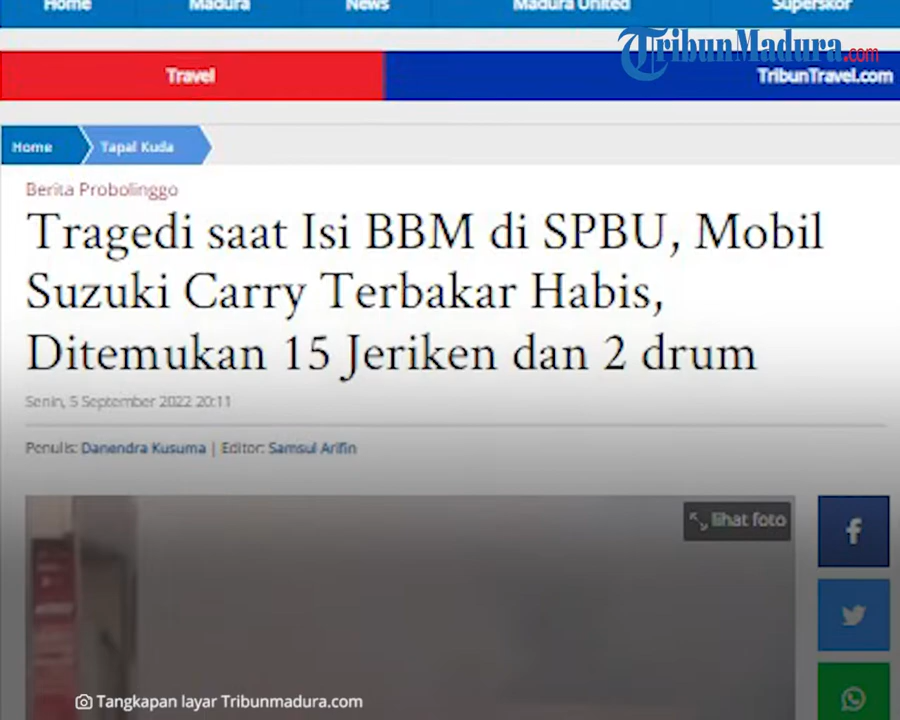 Home Madura News Madura United Superskor
TribunMadura.com
Travel TribunTravel.com
Home Tapal Kuda
Berita Probolinggo
Tragedi saat Isi BBM di SPBU, Mobil
Suzuki Carry Terbakar Habis,
Ditemukan 15 Jeriken dan 2 drum
Senin, 5 September 2022 20:11
Penulis: Danendra Kusuma | Editor: Samsul Arifin
lihat foto
Tangkapan layar Tribunmadura.com